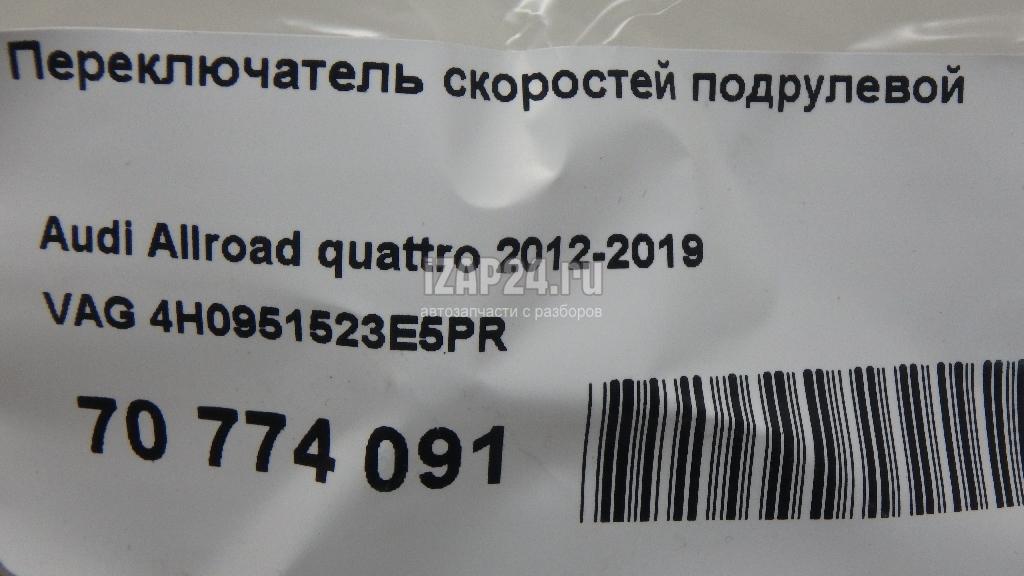 Переключатель скоростей подрулевой
Audi Allroad quattro 2012-2019
iZAP24.ru
автозапчасти с разборов
VAG 4H0951523E5PR
70 774 091